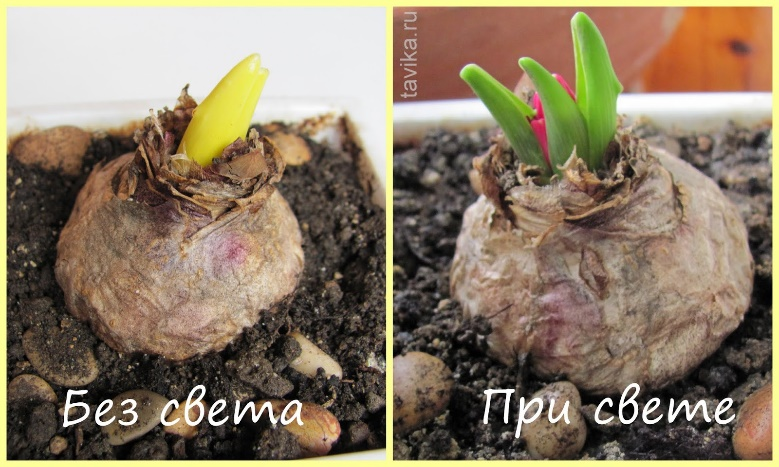 tavika.ru
Без света
При свете